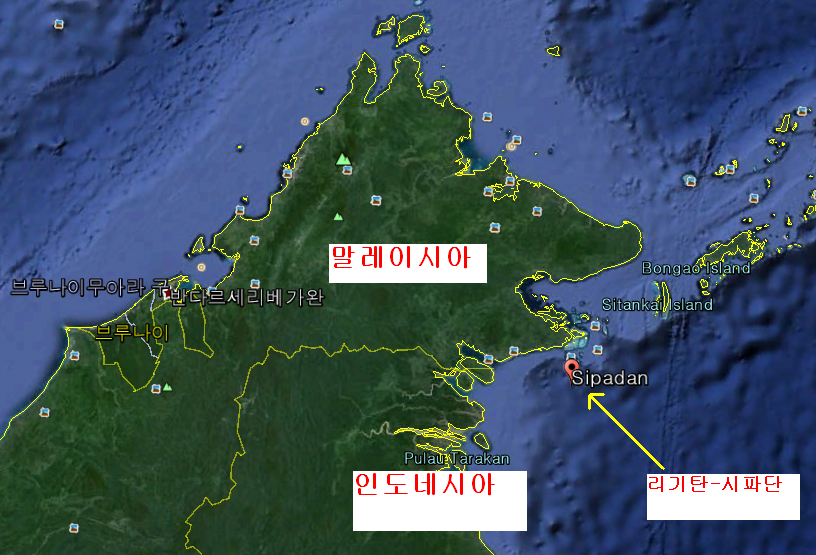 말레이시아
Bongao Island
브루나이무아라 구
반다르세리베가완
Sitankai Island
브루나이
Sipadan
Pulau Tarakan
인도네시아
리기탄-시파단